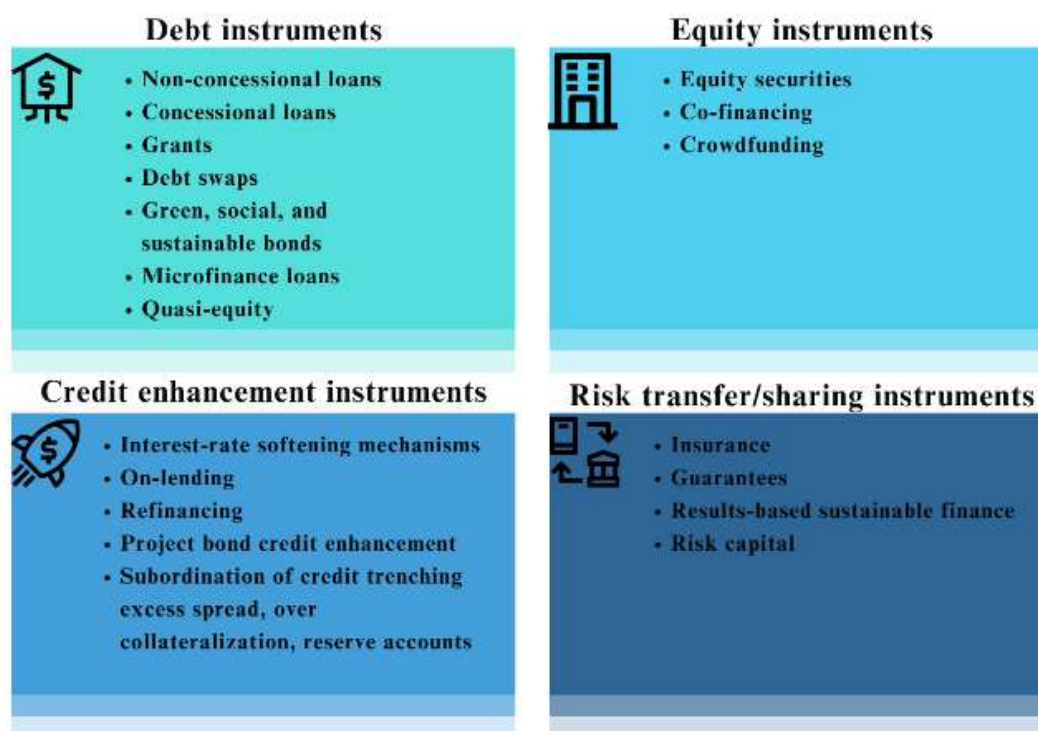 Debt instruments
$
• Non-concessional loans
• Concessional loans
• Grants
• Debt swaps
• Green, social, and
sustainable bonds
• Microfinance loans
• Quasi-equity
Equity instruments
• Equity securities
• Co-financing
• Crowdfunding
Credit enhancement instruments
$
• Interest-rate softening mechanisms
• On-lending
• Refinancing
• Project bond credit enhancement
• Subordination of credit trenching
excess spread, over
collateralization, reserve accounts
Risk transfer/sharing instruments
• Insurance
• Guarantees
• Results-based sustainable finance
• Risk capital